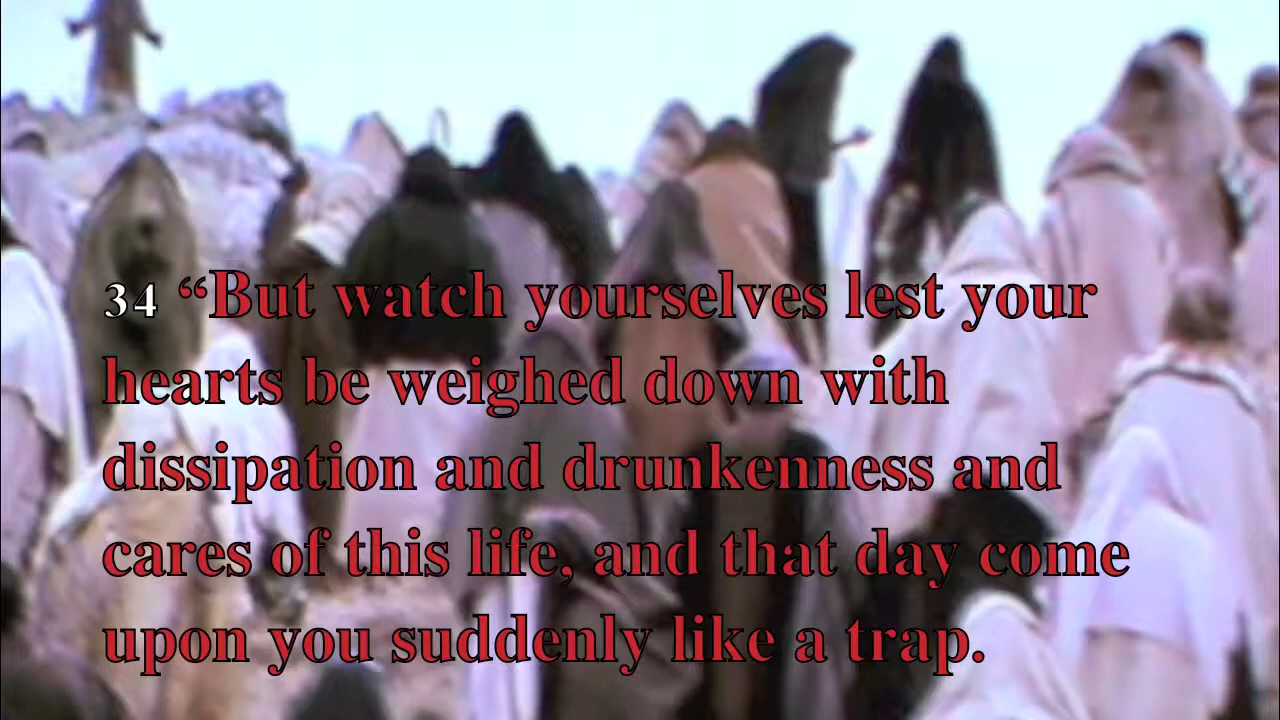 34 “But watch yourselves lest your
hearts be weighed down with
dissipation and drunkenness and
cares of this life, and that day come
upon you suddenly like a trap.